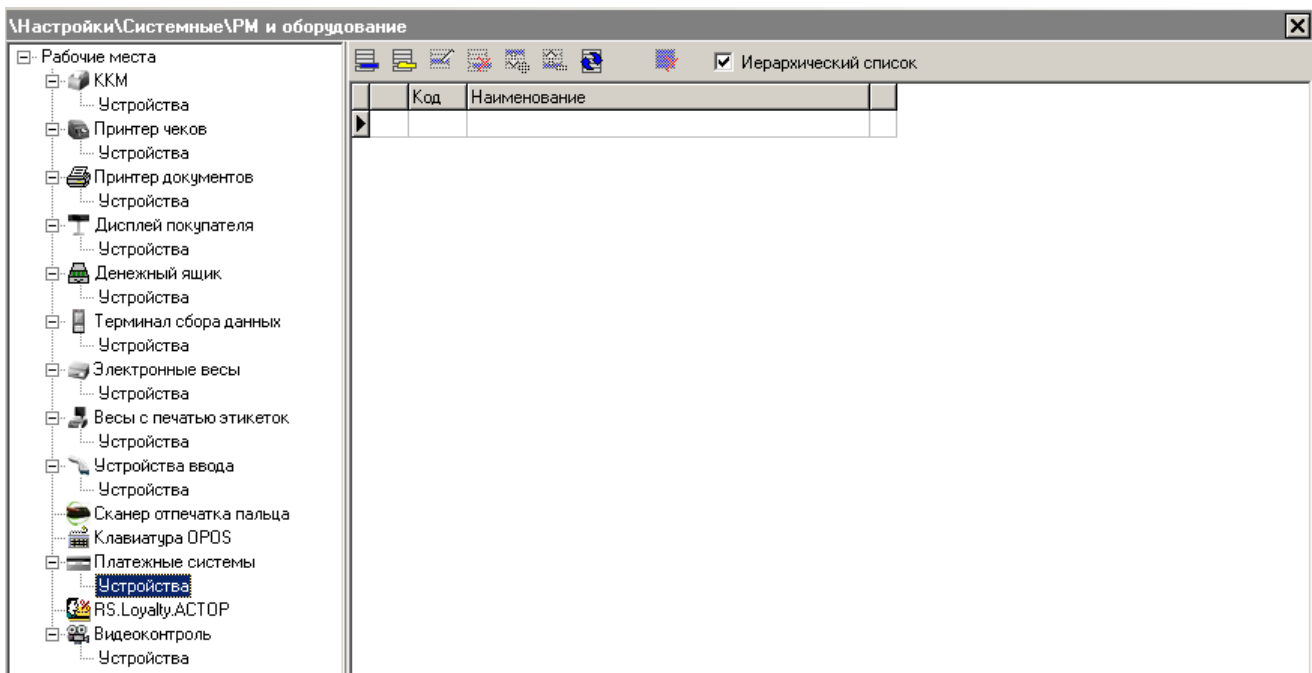 \Настройки\Системные\РМ и оборудование
Рабочие места
ККМ
Устройства
Принтер чеков
Устройства
Принтер документов
Устройства
Дисплей покупателя
Устройства
Денежный ящик
Устройства
Терминал сбора данных
Устройства
Электронные весы
Устройства
Весы с печатью этикеток
Устройства
Устройства ввода
Устройства
Сканер отпечатка пальца
Клавиатура OPOS
Платежные системы
Устройства
RS.Loyalty.АСТОР
Видеоконтроль
Устройства
Иерархический список
Код Наименование